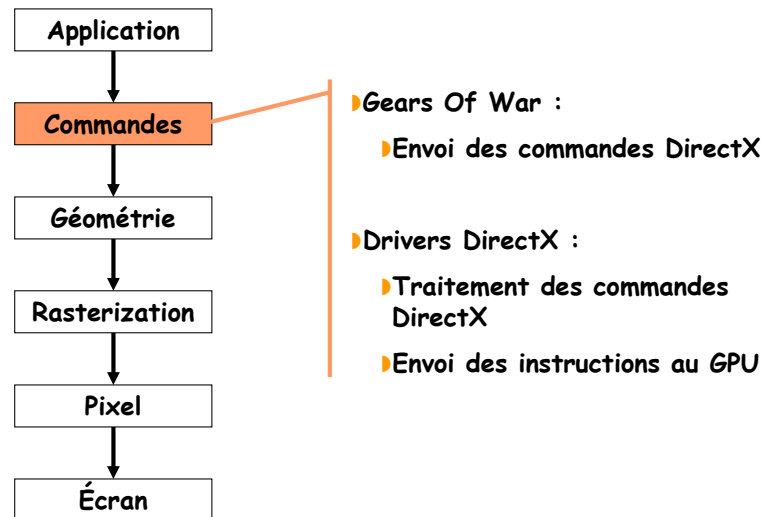 Application
Commandes
Géométrie
Rasterization
Pixel
Écran
Gears Of War :
Envoi des commandes DirectX
Drivers DirectX :
Traitement des commandes
DirectX
Envoi des instructions au GPU